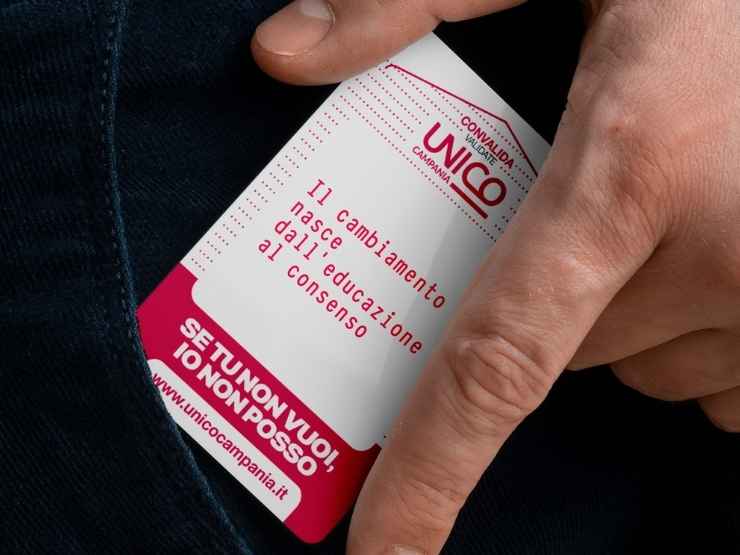 CONVALIDA
VALIDATE
UNICO
CAMPANIA
Il cambiamento
nasce
dall'educazione
al consenso
SE TU NON VUOI,
IO NON POSSO
www.unicocampania.it